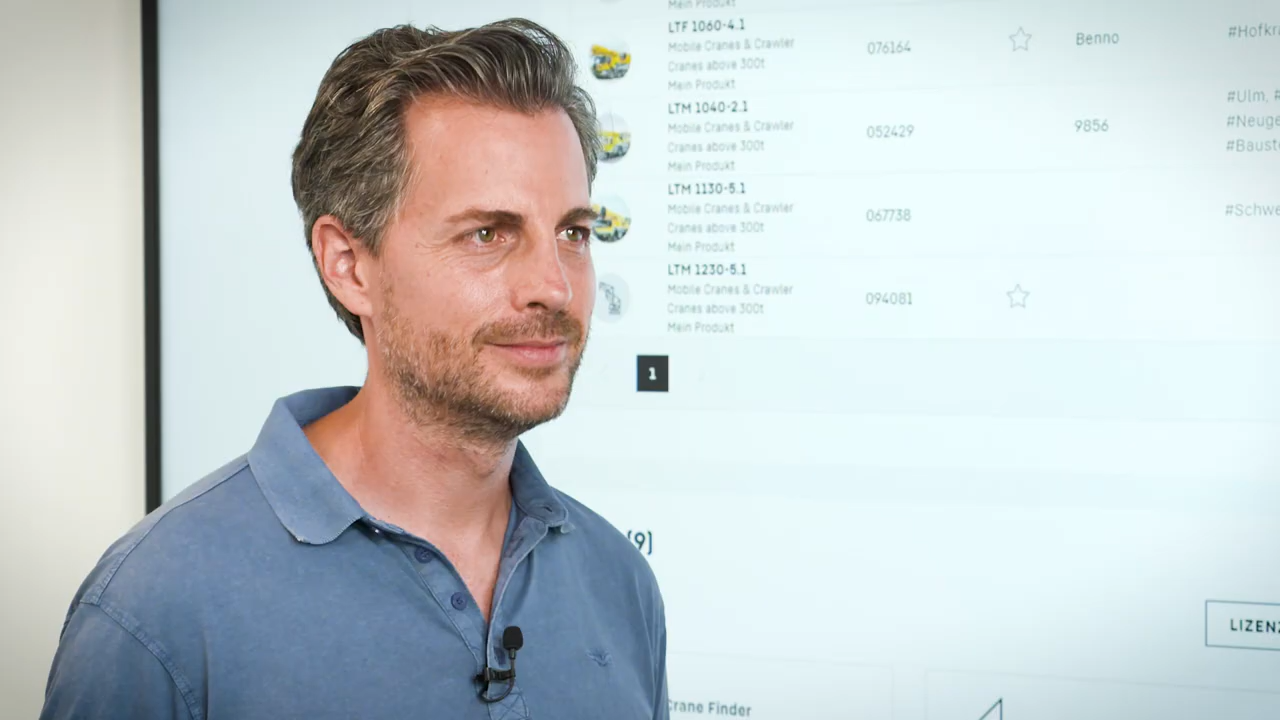 Mein Produkt
LTF 1060-4.1
Mobile Cranes & Crawler
Cranes above 300t
Mein Produkt
076164
Benno
#Hofkr
LTM 1040-2.1
Mobile Cranes & Crawler
Cranes above 300t
Mein Produkt
052429
9856
#Ulm, #
#Neuge
#Baust
LTM 1130-5.1
Mobile Cranes & Crawler
Cranes above 300t
Mein Produkt
067738
#Schwe
LTM 1230-5.1
Mobile Cranes & Crawler
Cranes above 300t
Mein Produkt
094081
1
(9)
LIZEN
Crane Finder